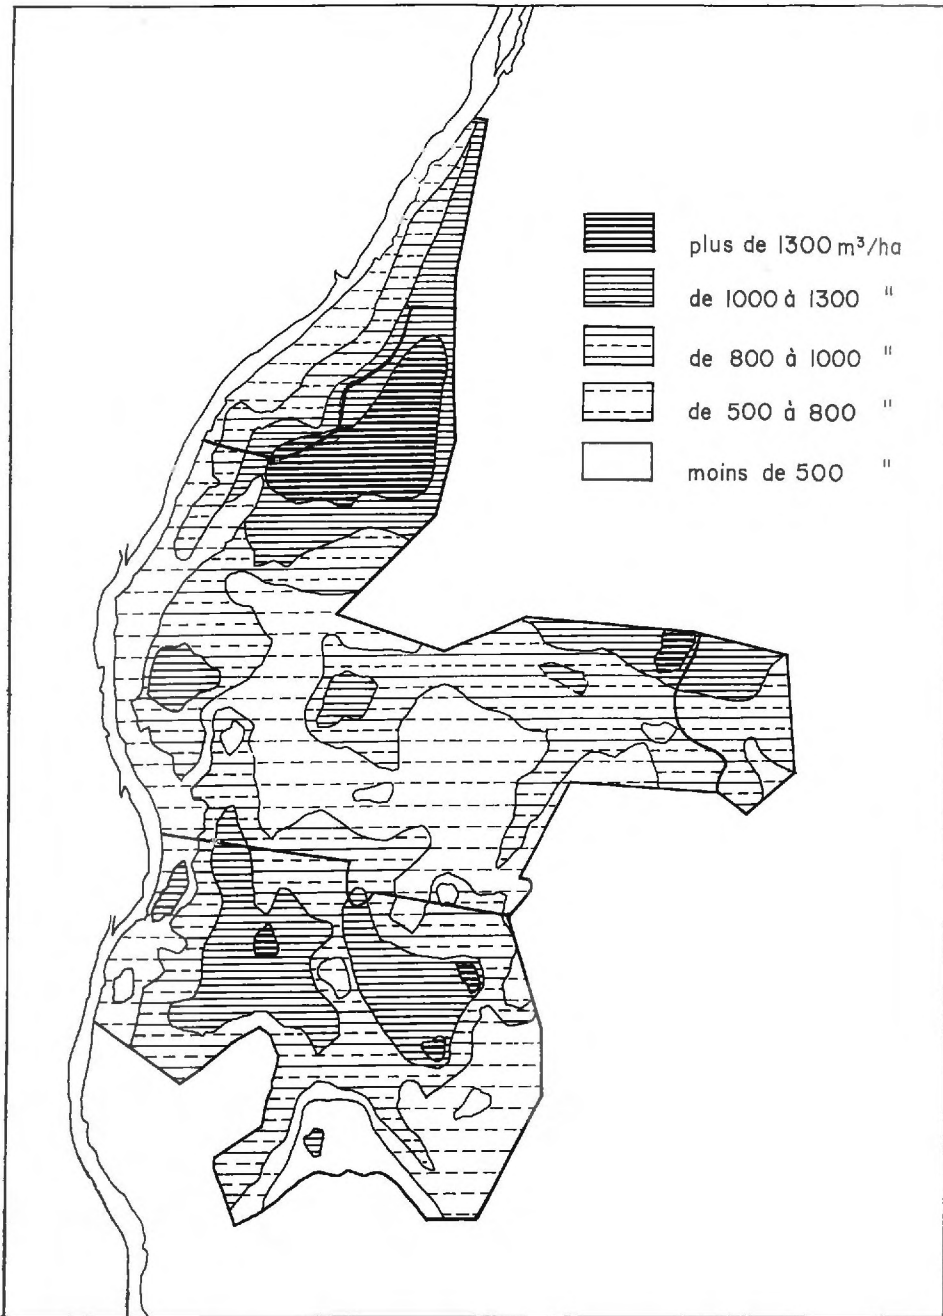 plus de 1300 m³/ha
de 1000 à 1300 "
de 800 à 1000 "
de 500 à 800 "
moins de 500 "